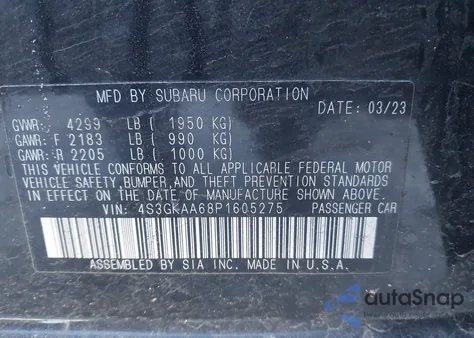 MFD BY SUBARU CORPORATION
DATE: 03/23
GVWR: 4299 LB (1950 KG)
GAWR: F 2183 LB (990 KG)
GAWR: R 2205 LB (1000 KG)
THIS VEHICLE CONFORMS TO ALL APPLICABLE FEDERAL MOTOR
VEHICLE SAFETY, BUMPER, AND THEFT PREVENTION STANDARDS
IN EFFECT ON THE DATE OF MANUFACTURE SHOWN ABOVE.
VIN: 4S3GKAA68P1605275 PASSENGER CAR
ASSEMBLED BY SIA INC. MADE IN U.S.A.
autoSnap